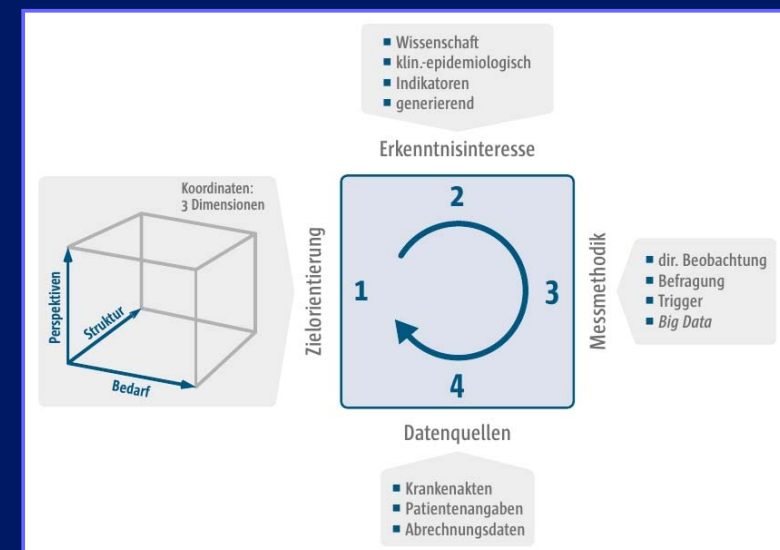 Wissenschaft
klin.-epidemiologisch
Indikatoren
generierend
Erkenntnisinteresse
Koordinaten:
3 Dimensionen
Perspektiven
Struktur
Bedarf
Zielorientierung
1
2
3
4
Messmethodik
dir. Beobachtung
Befragung
Trigger
Big Data
Datenquellen
Krankenakten
Patientenangaben
Abrechnungsdaten